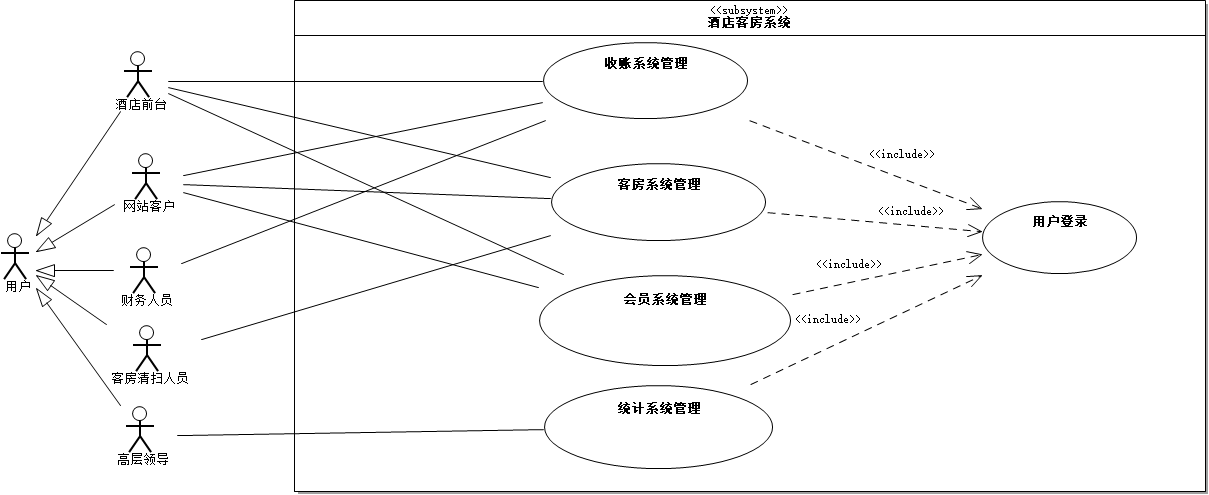 <<subsystem>>
酒店客房系统
收账系统管理
酒店前台
<<include>>
客房系统管理
网站客户
<<include>>
用户登录
<<include>>
用户
财务人员
会员系统管理
<<include>>
客房清扫人员
统计系统管理
高层领导